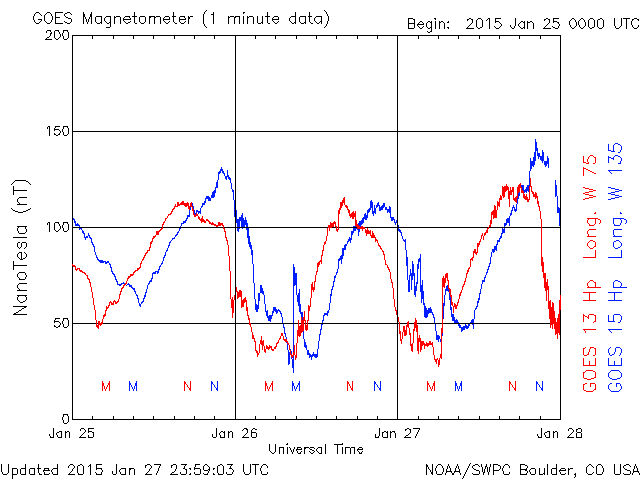 GOES Magnetometer (1 minute data)
Begin: 2015 Jan 25 0000 UTC
200
150
100
50
0
NanoTesla (nT)
M M N N M M N N M M N N
Jan 25 Jan 26 Jan 27 Jan 28
Universal Time
GOES 13 Hp Long. W 75
GOES 15 Hp Long. W 135
Updated 2015 Jan 27 23:59:03 UTC
NOAA/SWPC Boulder, CO USA